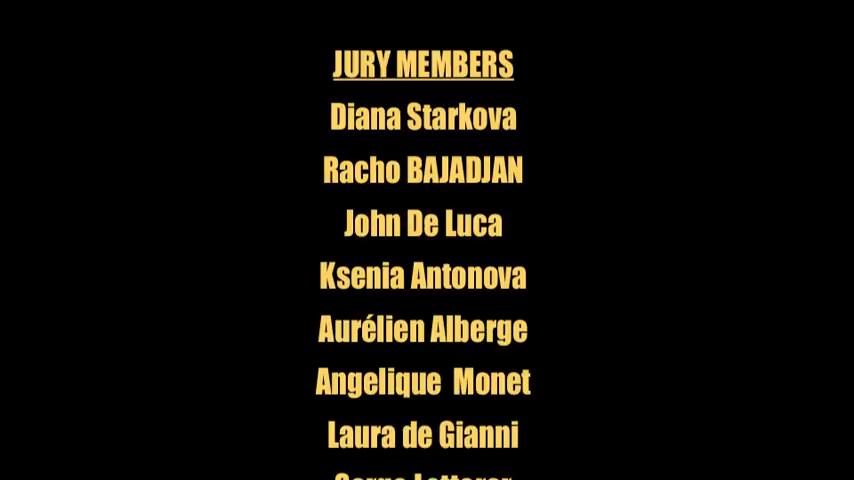 JURY MEMBERS
Diana Starkova
Racho BAJADJAN
John De Luca
Ksenia Antonova
Aurélien Alberge
Angelique Monet
Laura de Gianni